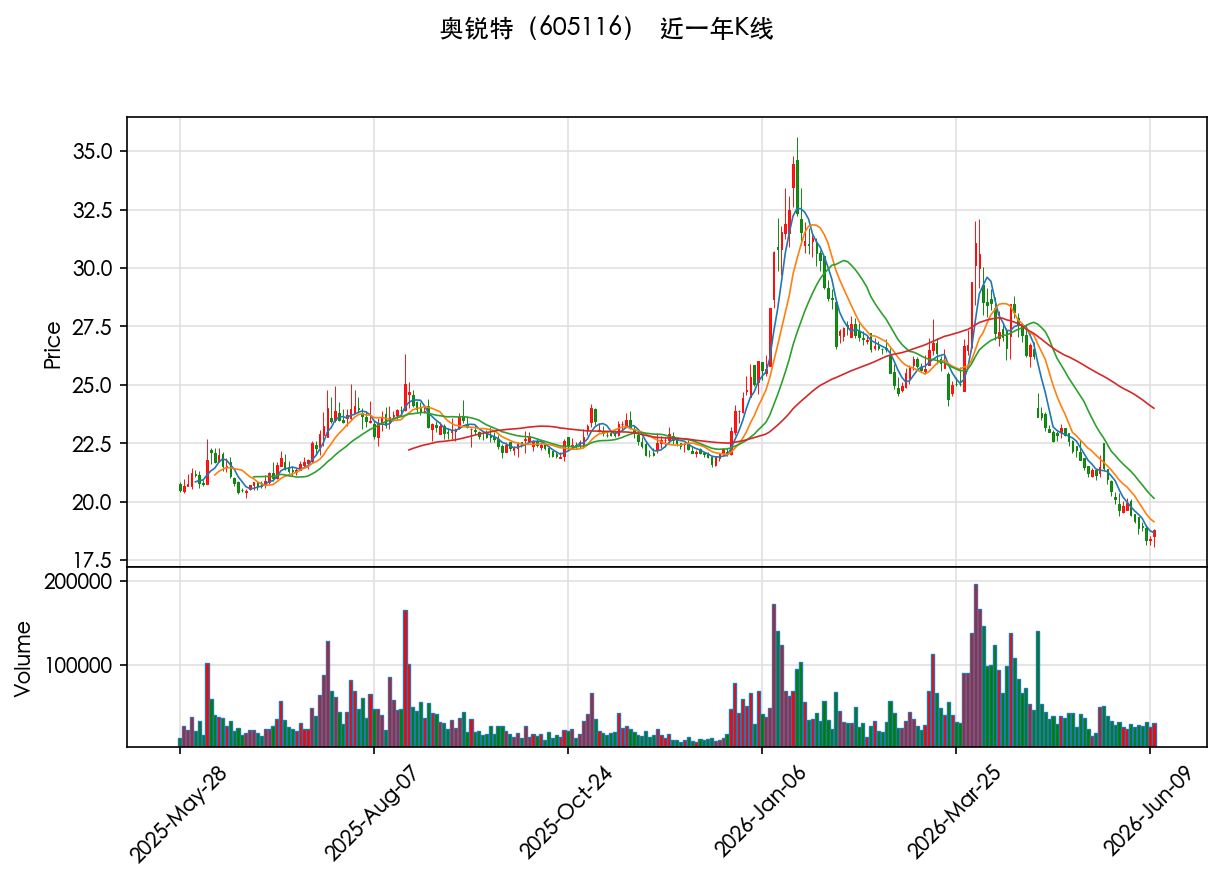 奥锐特（605116） 近一年K线
Price
35.0
32.5
30.0
27.5
25.0
22.5
20.0
17.5
Volume
200000
100000
2025-May-28
2025-Aug-07
2025-Oct-24
2026-Jan-06
2026-Mar-25
2026-Jun-09